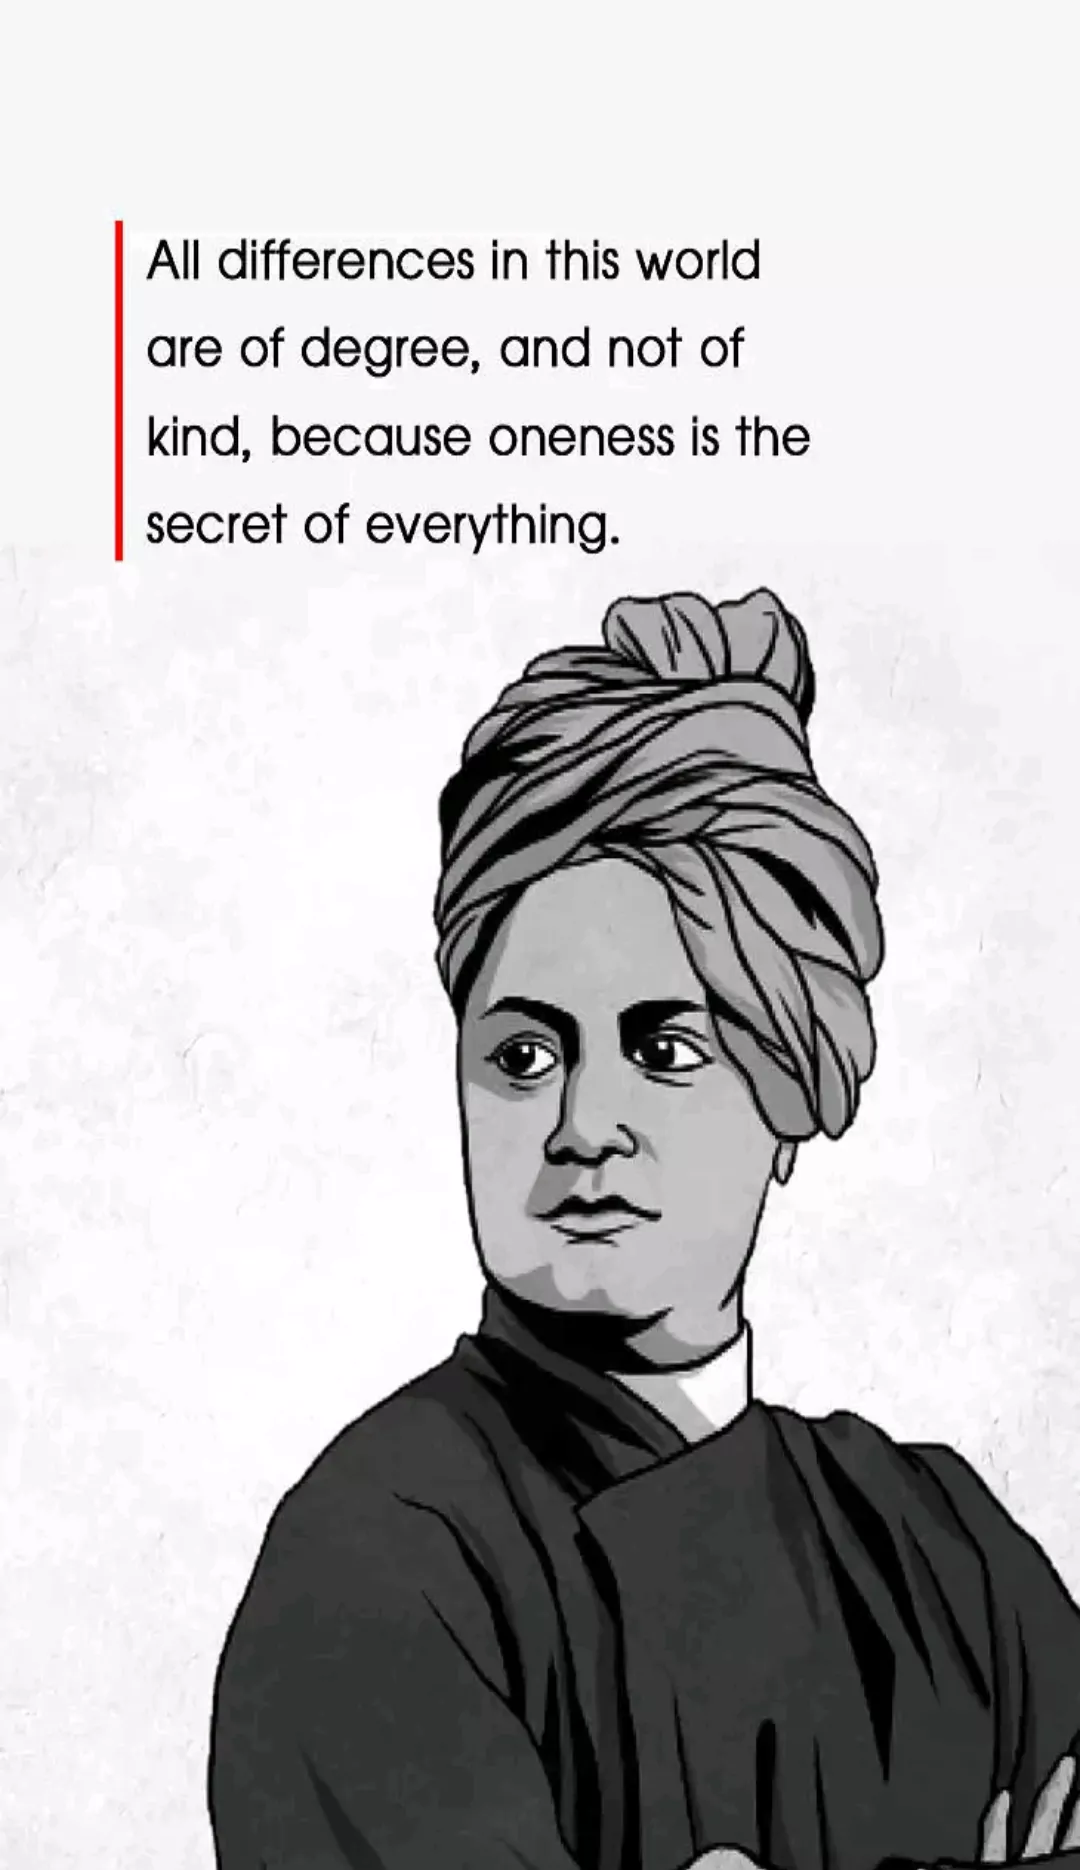 All differences in this world
are of degree, and not of
kind, because oneness is the
secret of everything.